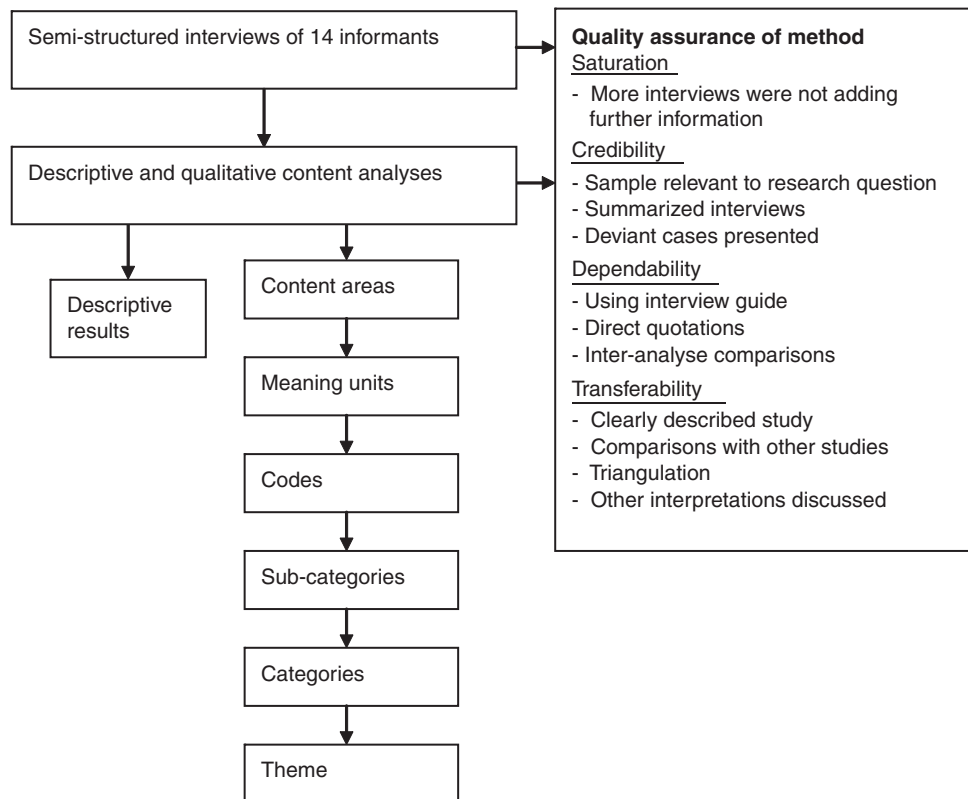 Semi-structured interviews of 14 informants
Descriptive and qualitative content analyses
Descriptive
results
Content areas
Meaning units
Codes
Sub-categories
Categories
Theme
Quality assurance of method
Saturation
- More interviews were not adding
further information
Credibility
- Sample relevant to research question
- Summarized interviews
- Deviant cases presented
Dependability
- Using interview guide
- Direct quotations
- Inter-analyse comparisons
Transferability
- Clearly described study
- Comparisons with other studies
- Triangulation
- Other interpretations discussed